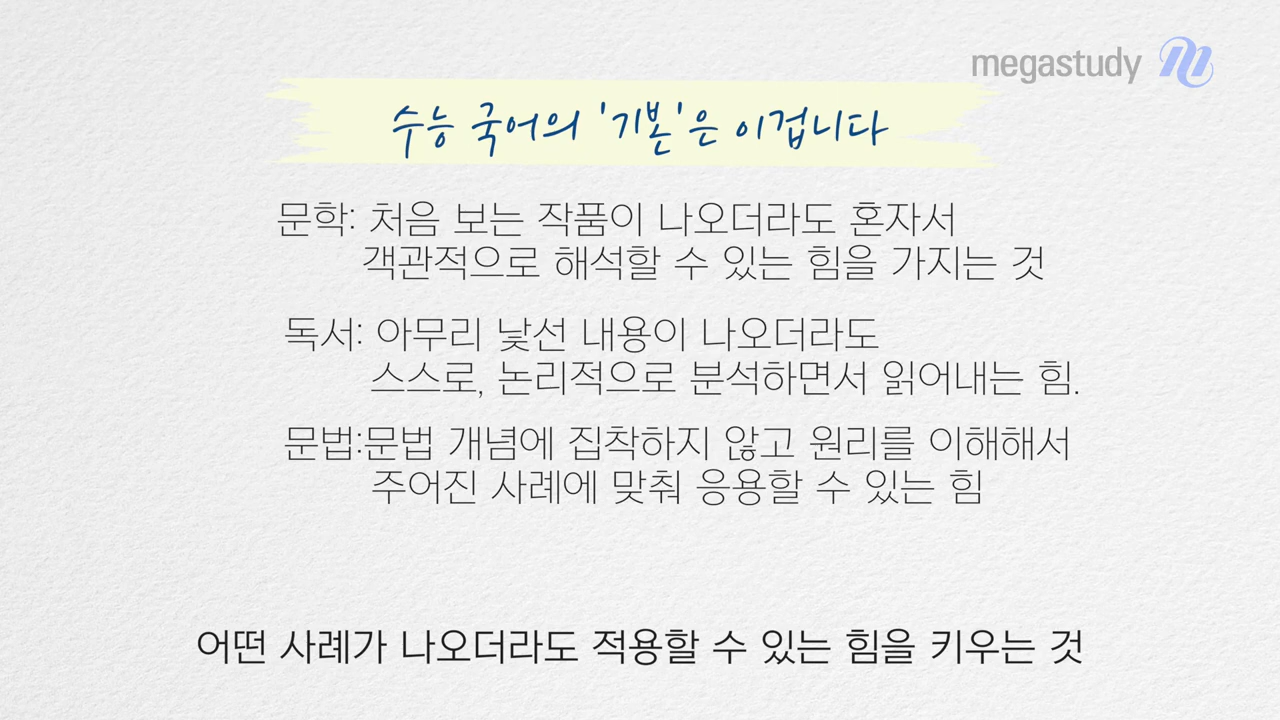 megastudy
수능 국어의 '기본'은 이겁니다
문학: 처음 보는 작품이 나오더라도 혼자서
객관적으로 해석할 수 있는 힘을 가지는 것
독서: 아무리 낯선 내용이 나오더라도
스스로, 논리적으로 분석하면서 읽어내는 힘.
문법:문법 개념에 집착하지 않고 원리를 이해해서
주어진 사례에 맞춰 응용할 수 있는 힘
어떤 사례가 나오더라도 적용할 수 있는 힘을 키우는 것